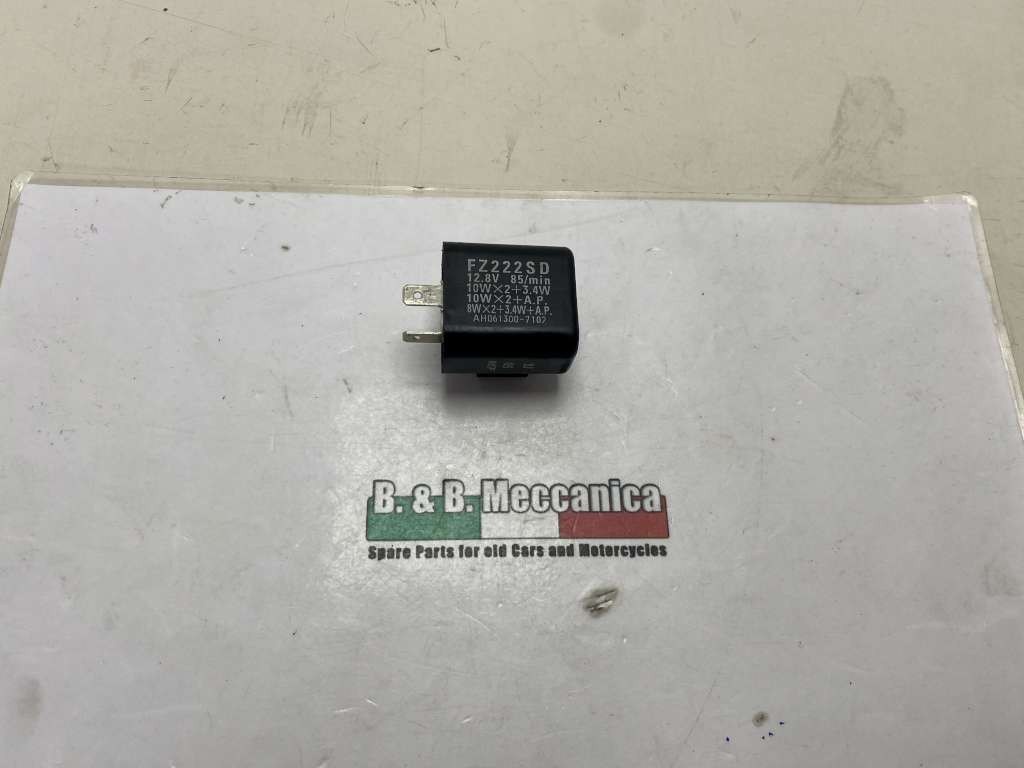 FZ222SD
12.8V 85/min
10W×2+3.4W
10W×2+A.P.
8W×2+3.4W+A.P.
AH061300-7102
B. & B. Meccanica
Spare Parts for old Cars and Motorcycles